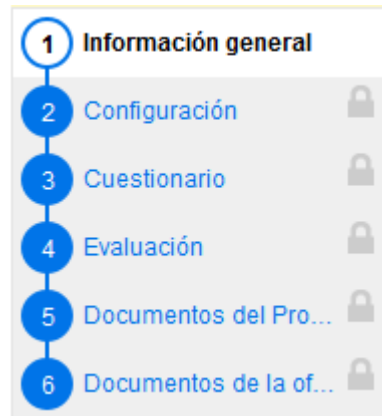 1 Información general
2 Configuración
3 Cuestionario
4 Evaluación
5 Documentos del Pro...
6 Documentos de la of...